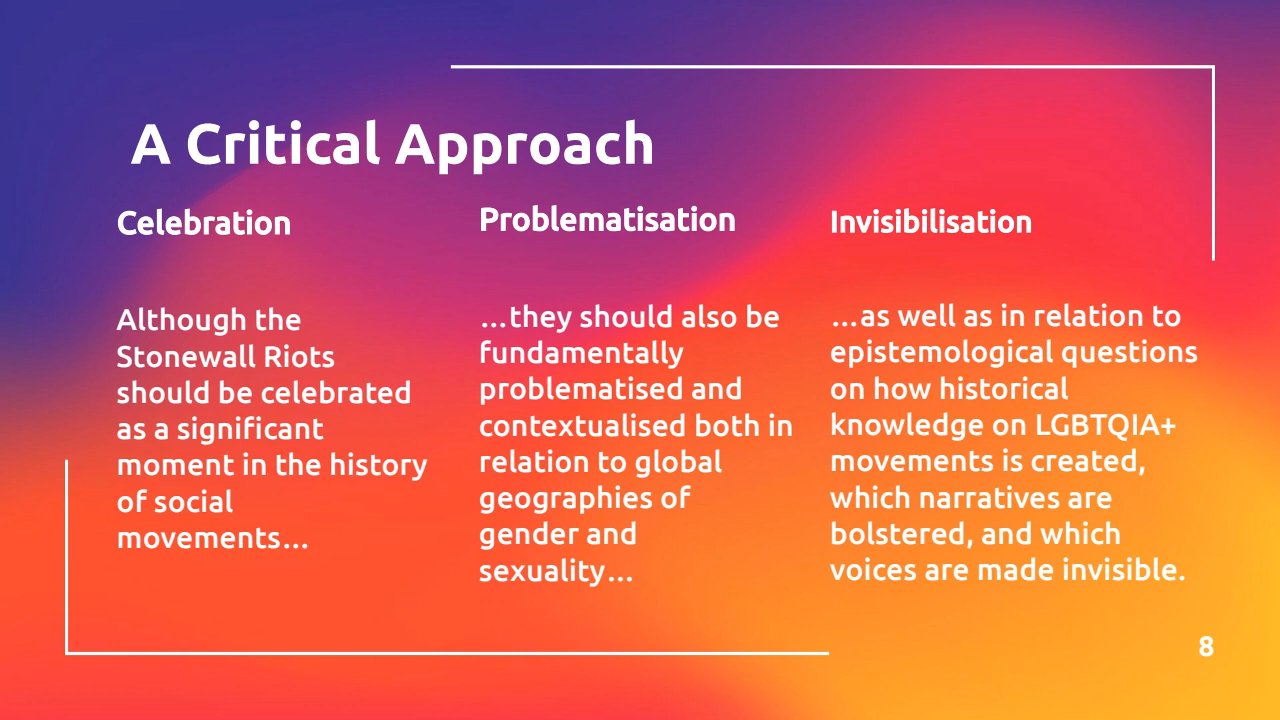 A Critical Approach
Celebration
Although the
Stonewall Riots
should be celebrated
as a significant
moment in the history
of social
movements...
Problematisation
...they should also be
fundamentally
problematised and
contextualised both in
relation to global
geographies of
gender and
sexuality...
Invisibilisation
...as well as in relation to
epistemological questions
on how historical
knowledge on LGBTQIA+
movements is created,
which narratives are
bolstered, and which
voices are made invisible.
8